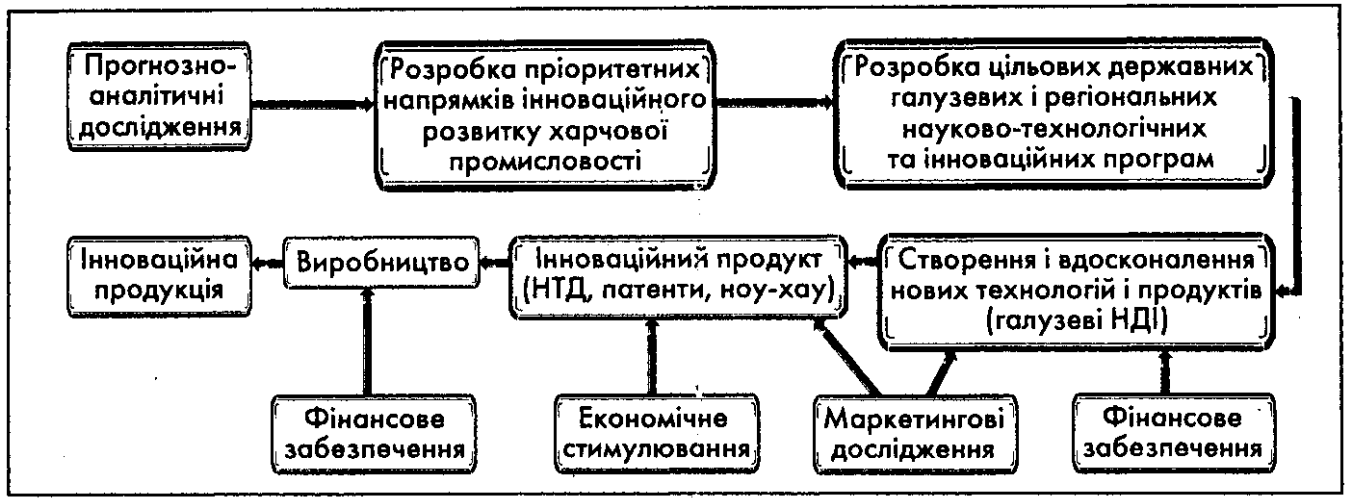 Прогнозно-
аналітичні
дослідження
Розробка пріоритетних
напрямків інноваційного
розвитку харчової
промисловості
Розробка цільових державних
галузевих і регіональних
науково-технологічних
та інноваційних програм
Інноваційна
продукція
Виробництво
Інноваційний продукт
(НТД, патенти, ноу-хау)
Створення і вдосконалення
нових технологій і продуктів
(галузеві НДІ)
Фінансове
забезпечення
Економічне
стимулювання
Маркетингові
дослідження
Фінансове
забезпечення